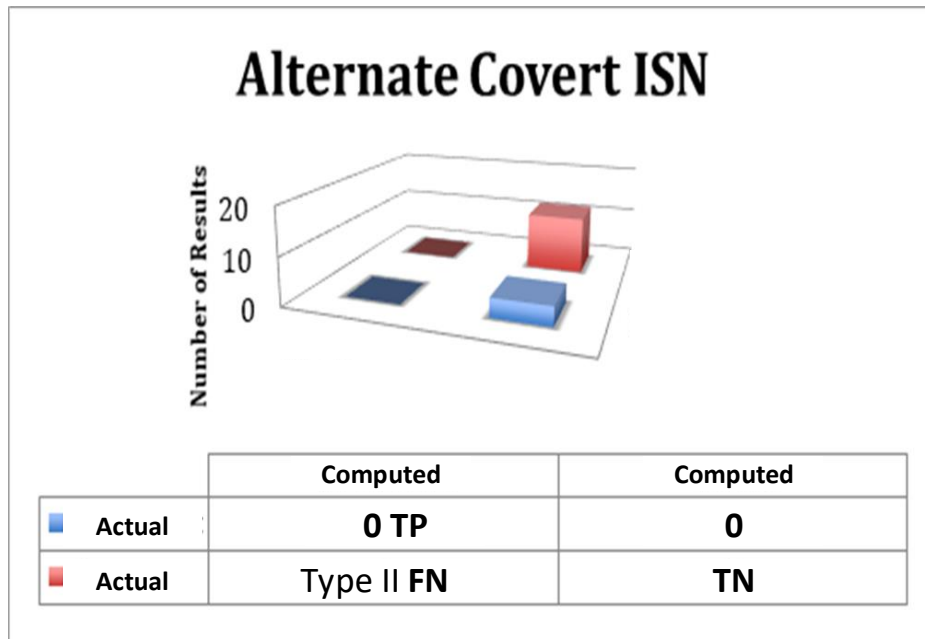 Alternate Covert ISN
Number of Results
20
10
0
Computed Computed
Actual 0 TP 0
Actual Type II FN TN